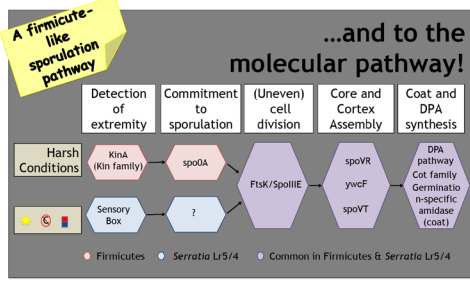 A firmicute-
like
sporulation
pathway
...and to the
molecular pathway!
Detection
of
extremity
Commitment
to
sporulation
(Uneven)
cell
division
Core and
Cortex
Assembly
Coat and
DPA
synthesis
Harsh
Conditions
KinA
(Kin family)
spo0A
FtsK/SpoIIIE
spoVR
ywcF
spoVT
DPA
pathway
Cot family
Germinatio
n-specific
amidase
(coat)
C
Sensory
Box
?
Firmicutes
Serratia Lr5/4
Common in Firmicutes & Serratia Lr5/4